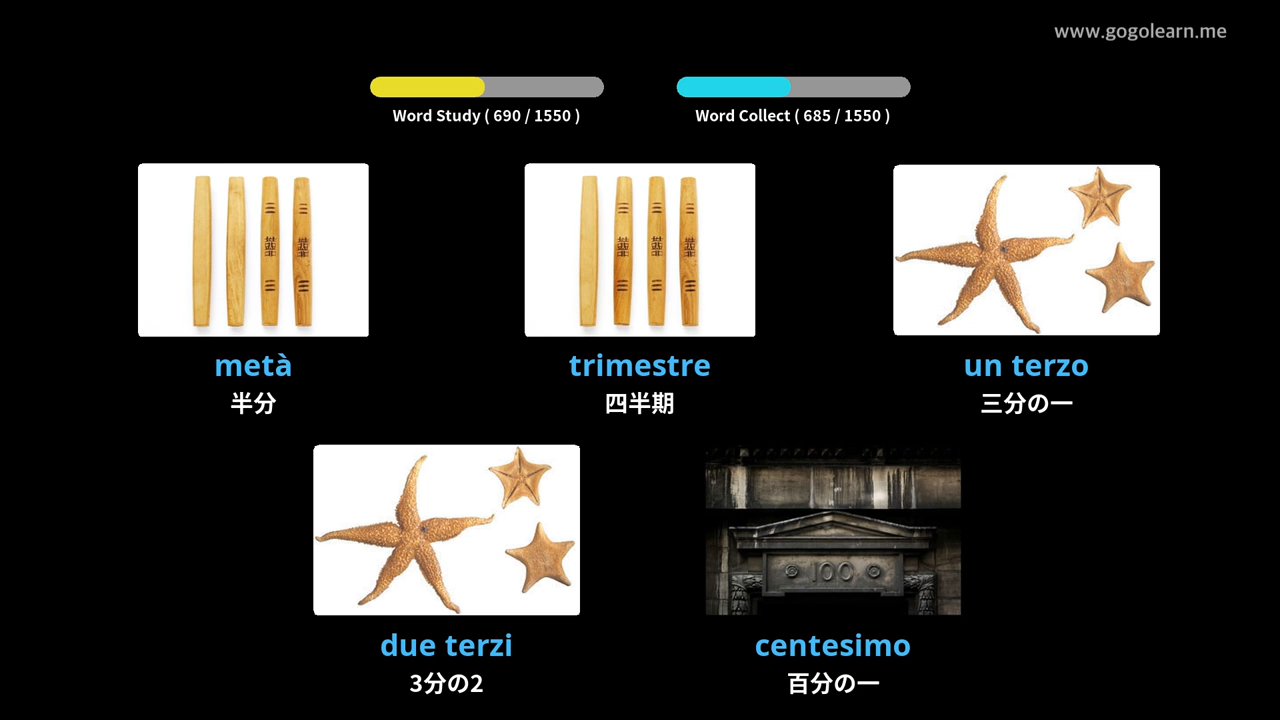 www.gogolearn.me
Word Study ( 690 / 1550 )
Word Collect ( 685 / 1550 )
metà
半分
trimestre
四半期
un terzo
三分の一
100
due terzi
3分の2
centesimo
百分の一